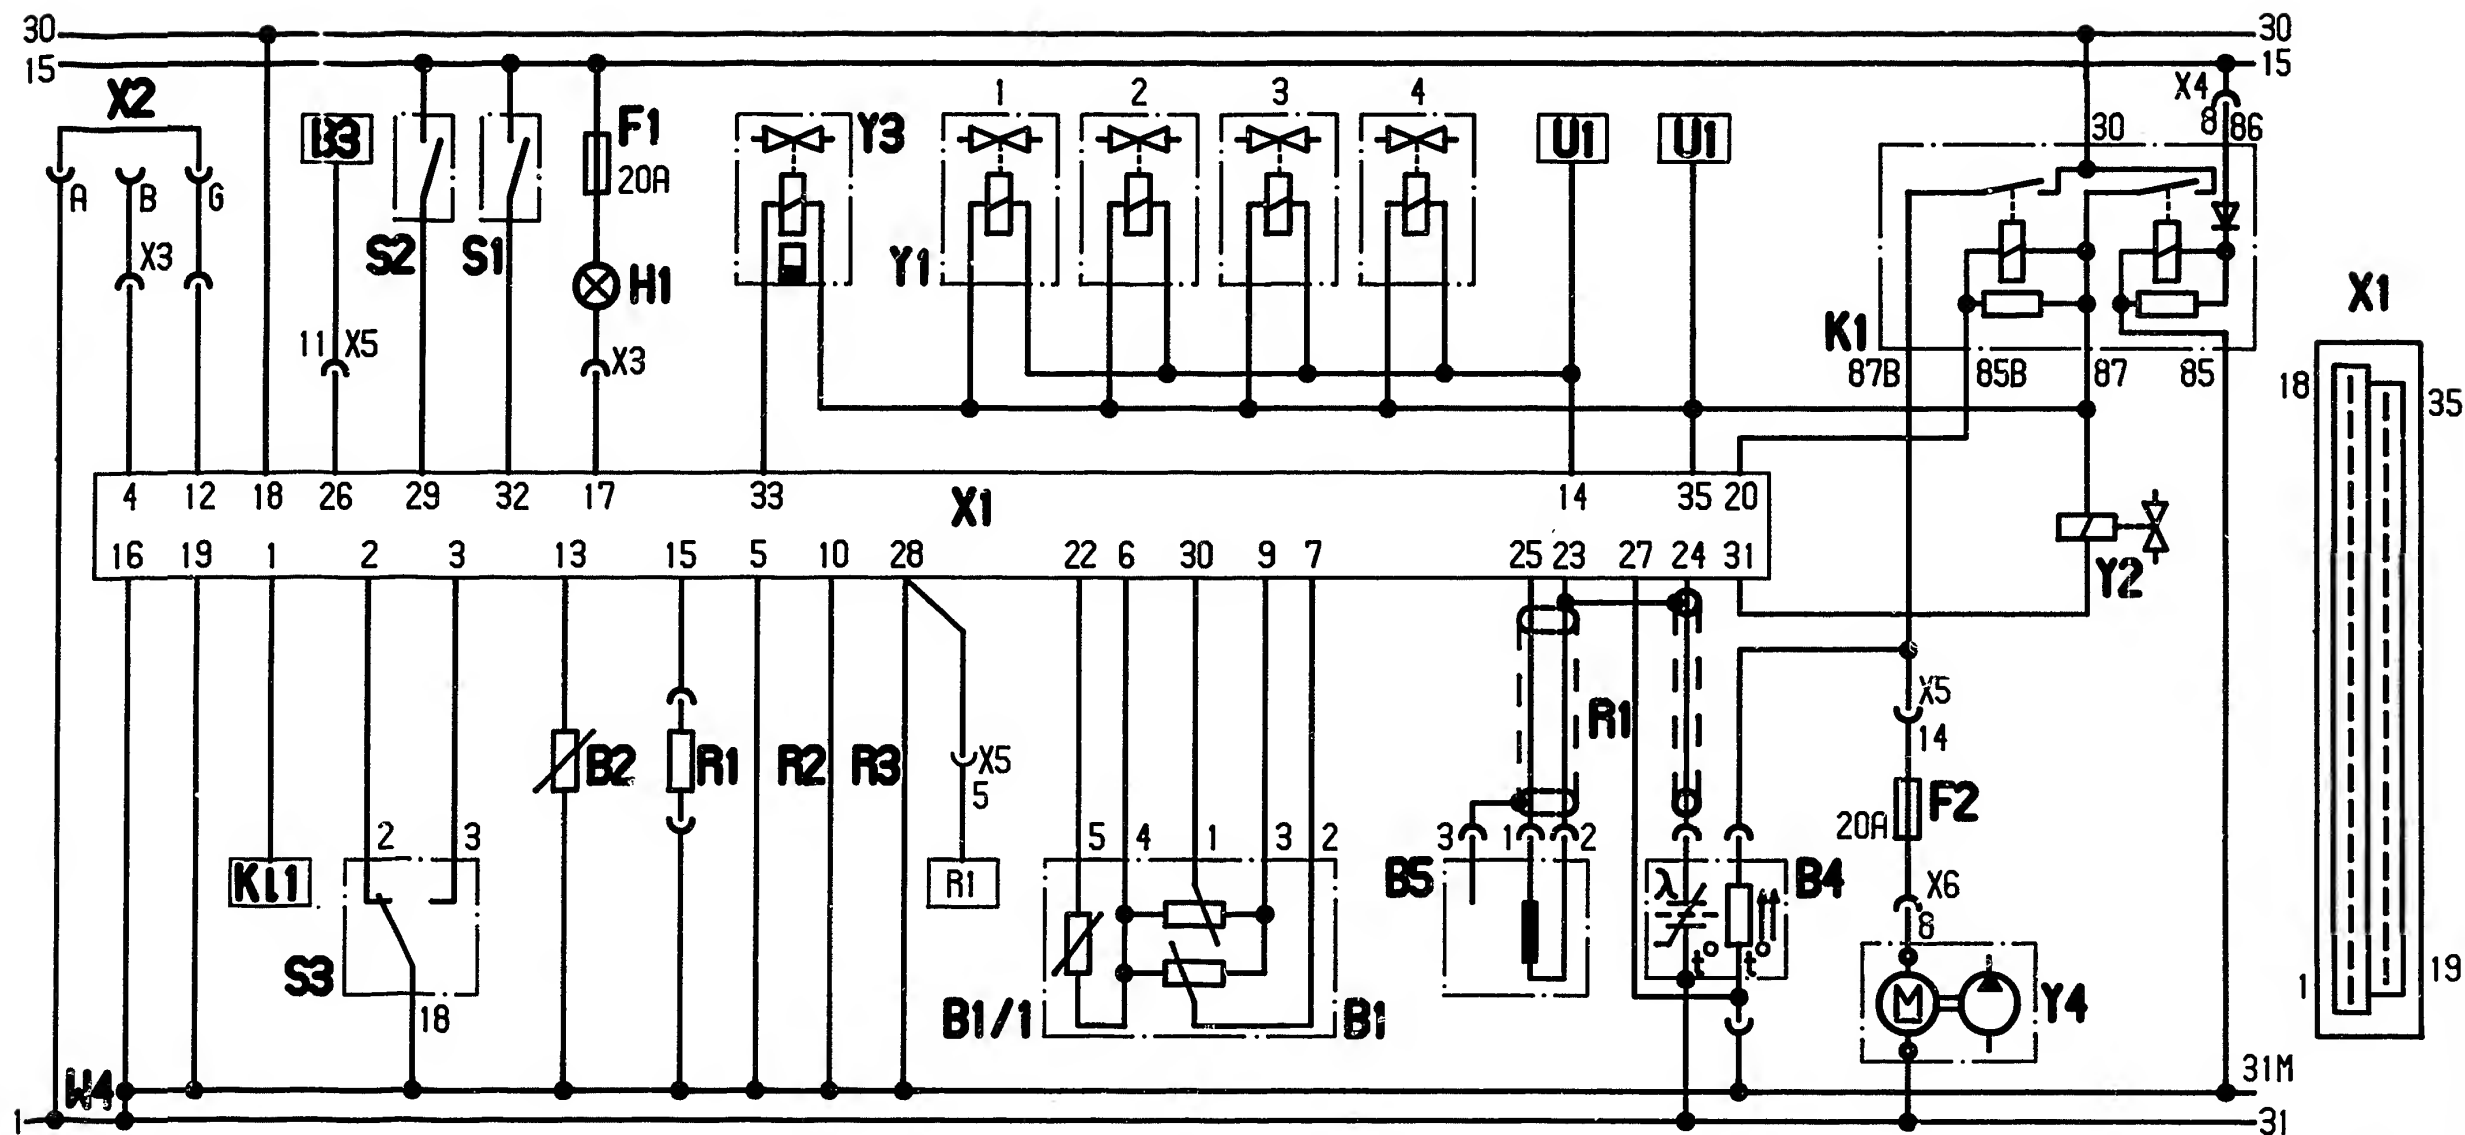 30 30
15 15
X2 X4
1 2 3 4
B3 F1 Y3 U1 U1 8 86
30
A B G 20A
X3 S2 S1 Y1
H1 X1
11 X5 X3 K1
87B 85B 87 85
18 35
4 12 18 26 29 32 17 33 X1 14 35 20
16 19 1 2 3 13 15 5 10 28 22 6 30 9 7 25 23 27 24 31
Y2
X5
R1
14
B2 R1 R2 R3 X5
5
20A F2
2 3 5 4 1 3 2 3 1 2
Kl1 R1 B5 λ B4 X6
8
t° t°
S3 1 19
18 B1/1 B1 M Y4
W4 31M
1 31